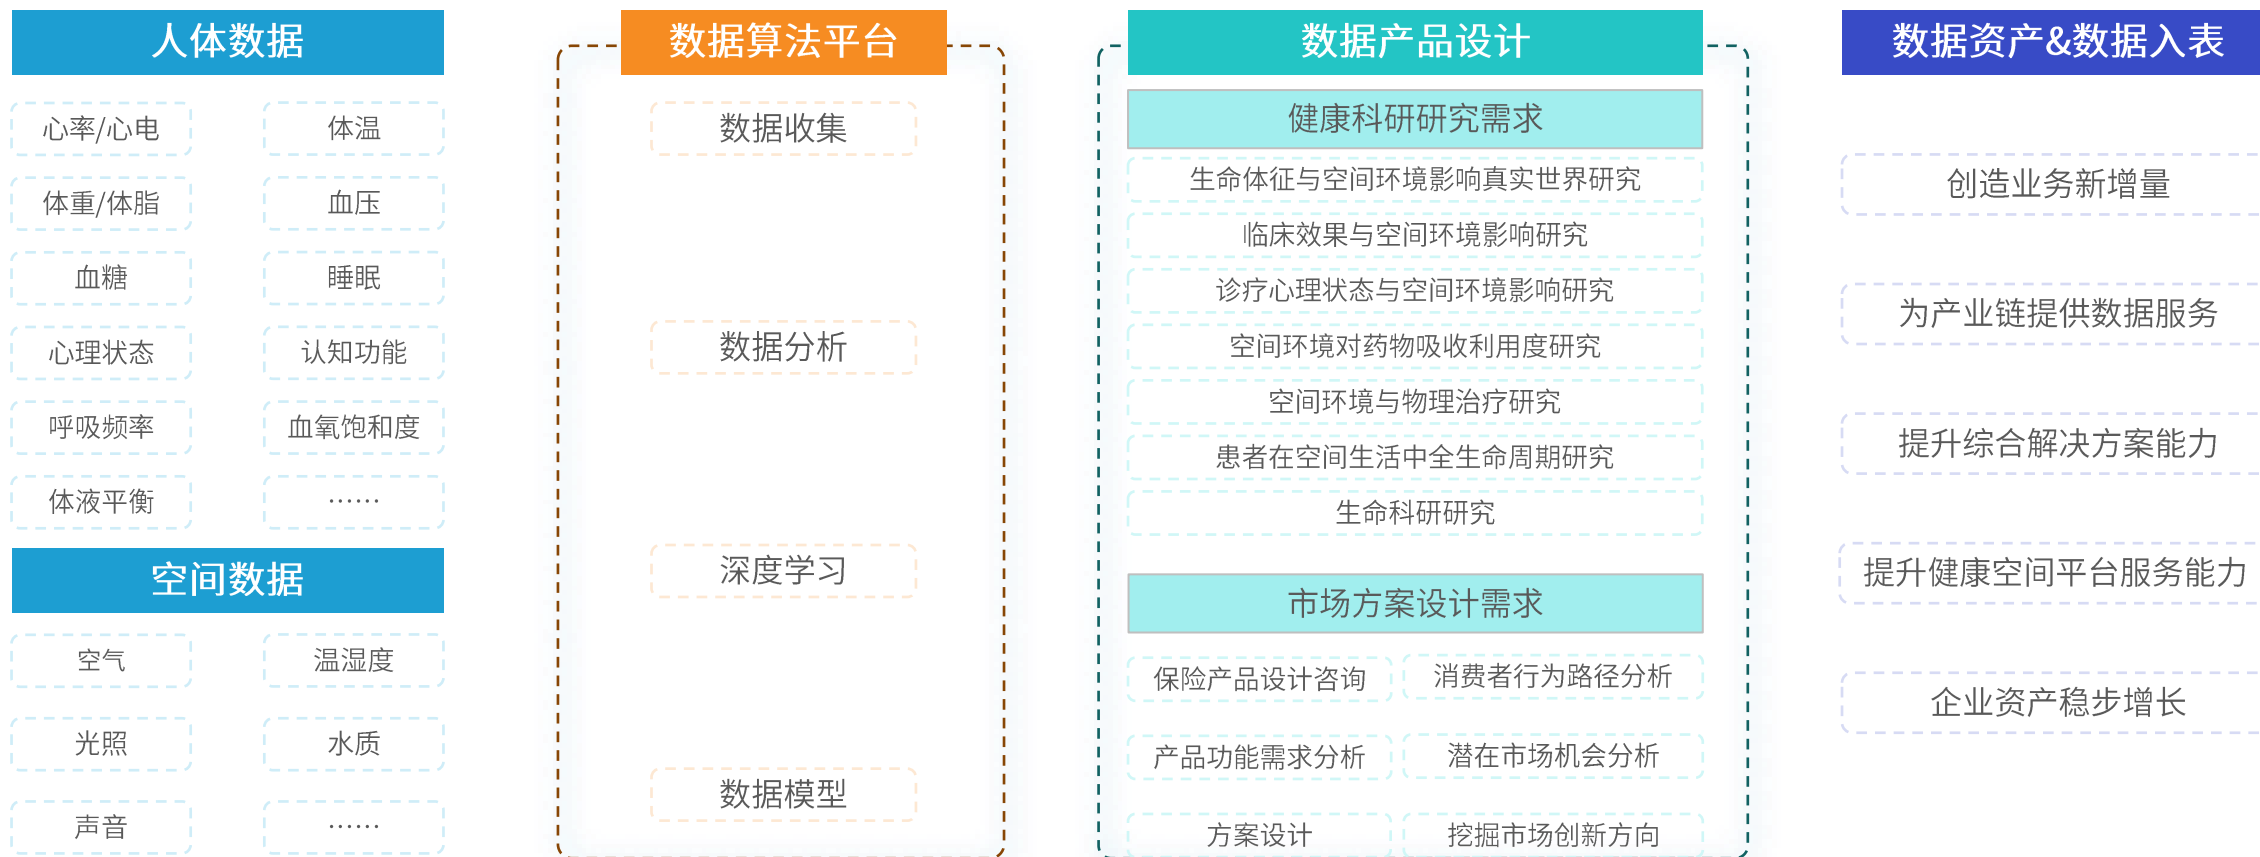 人体数据
心率/心电
体温
体重/体脂
血压
血糖
睡眠
心理状态
认知功能
呼吸频率
血氧饱和度
体液平衡
……
空间数据
空气
温湿度
光照
水质
声音
……
数据算法平台
数据收集
数据分析
深度学习
数据模型
数据产品设计
健康科研研究需求
生命体征与空间环境影响真实世界研究
临床效果与空间环境影响研究
诊疗心理状态与空间环境影响研究
空间环境对药物吸收利用度研究
空间环境与物理治疗研究
患者在空间生活中全生命周期研究
生命科研研究
市场方案设计需求
保险产品设计咨询
消费者行为路径分析
产品功能需求分析
潜在市场机会分析
方案设计
挖掘市场创新方向
数据资产&数据入表
创造业务新增量
为产业链提供数据服务
提升综合解决方案能力
提升健康空间平台服务能力
企业资产稳步增长